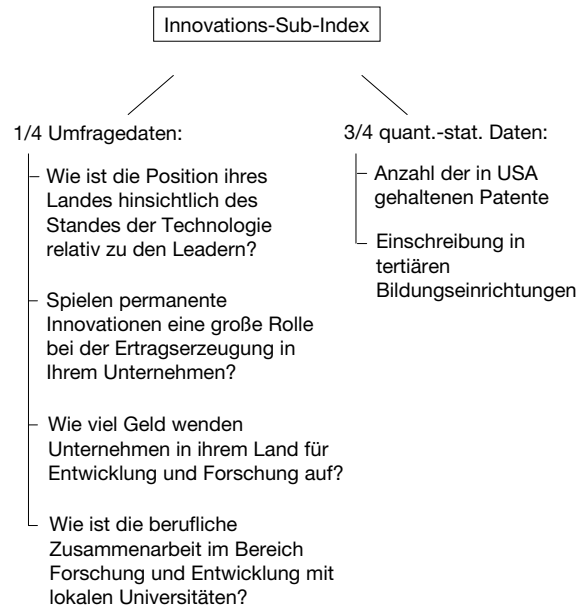 Innovations-Sub-Index
1/4 Umfragedaten:
Wie ist die Position ihres
Landes hinsichtlich des
Standes der Technologie
relativ zu den Leadern?
Spielen permanente
Innovationen eine große Rolle
bei der Ertragserzeugung in
Ihrem Unternehmen?
Wie viel Geld wenden
Unternehmen in ihrem Land für
Entwicklung und Forschung auf?
Wie ist die berufliche
Zusammenarbeit im Bereich
Forschung und Entwicklung mit
lokalen Universitäten?
3/4 quant.-stat. Daten:
Anzahl der in USA
gehaltenen Patente
Einschreibung in
tertiären
Bildungseinrichtungen